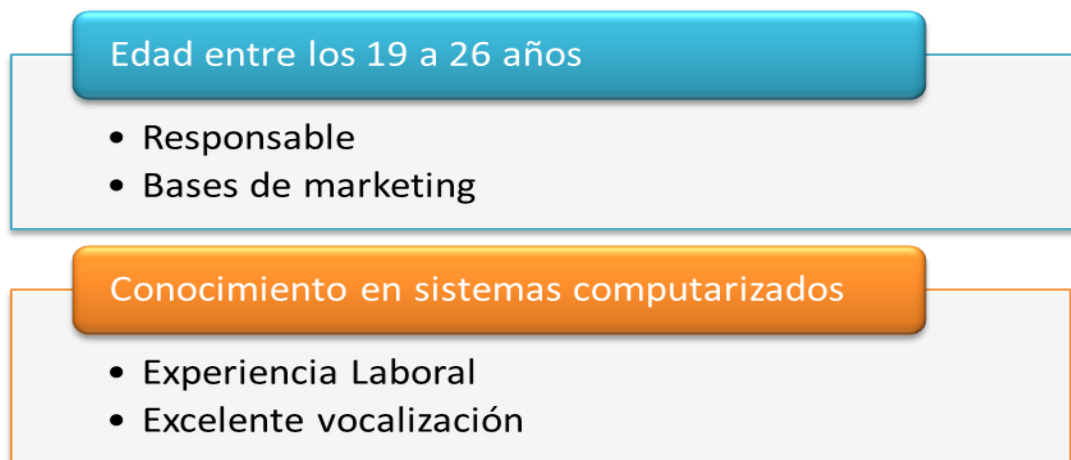 Edad entre los 19 a 26 años
• Responsable
• Bases de marketing
Conocimiento en sistemas computarizados
• Experiencia Laboral
• Excelente vocalización